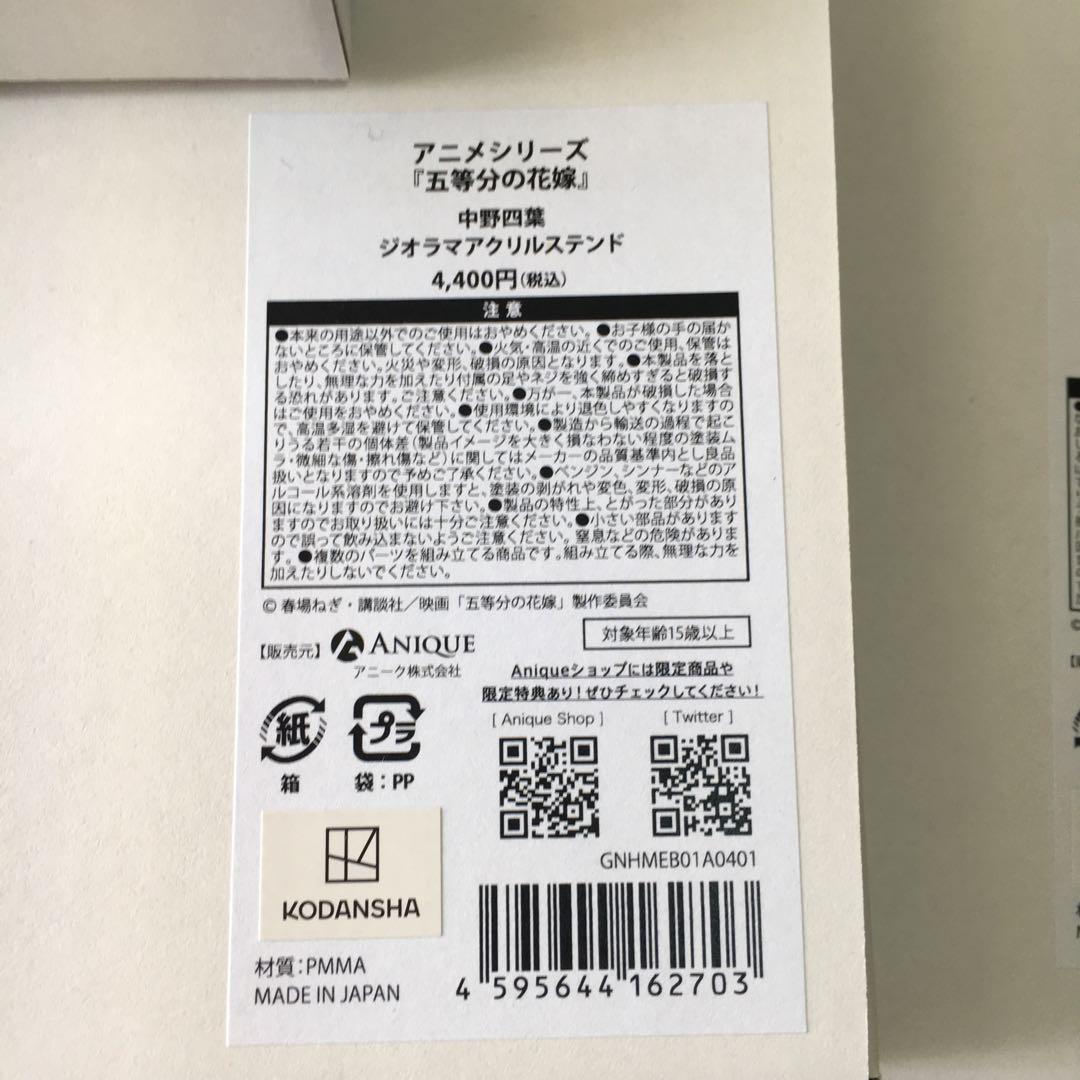 アニメシリーズ
『五等分の花嫁』
中野四葉
ジオラマアクリルステンド
4,400円(税込)
注意
●本来の用途以外でのご使用はおやめください。●お子様の手の届か
ないところに保管してください。●火気・高温の近くでのご使用、保管は
おやめください。火災や変形、破損の原因となります。●本製品を落と
したり、無理な力を加えたり付属の足やネジを強く締めすぎると破損す
る恐れがあります。ご注意ください。●万が一、本製品が破損した場合
はご使用をおやめください。●使用環境により退色しやすくなりますの
で、高温多湿を避けて保管してください。●製造から輸送の過程で起こ
りうる若干の個体差(製品イメージを大きく損なわない程度の塗装ム
ラ・微細な傷・擦れ傷など)に関してはメーカーの品質基準内とし良品
扱いとなりますので予めご了承ください。●ベンジン、シンナーなどのア
ルコール系溶剤を使用しますと、塗装の剥がれや変色、変形、破損の原
因になりますのでお避け下さい。●製品の特性上、とがった部分があり
ますのでお取り扱いには十分ご注意ください。●小さい部品があります
ので誤って飲み込まないようご注意ください。窒息などの危険がありま
す。●複数のパーツを組み立てる商品です。組み立てる際、無理な力を
加えたりしないでください。
© 春場ねぎ・講談社／映画「五等分の花嫁」製作委員会
【販売元】 ANIQUE
アニーク株式会社
対象年齢15歳以上
Aniqueショップには限定商品や
限定特典あり！ぜひチェックしてください！
[ Anique Shop ] [ Twitter ]
紙 プラ
箱 袋：PP
GNHMEB01A0401
KODANSHA
材質：PMMA
MADE IN JAPAN
4 595644 162703